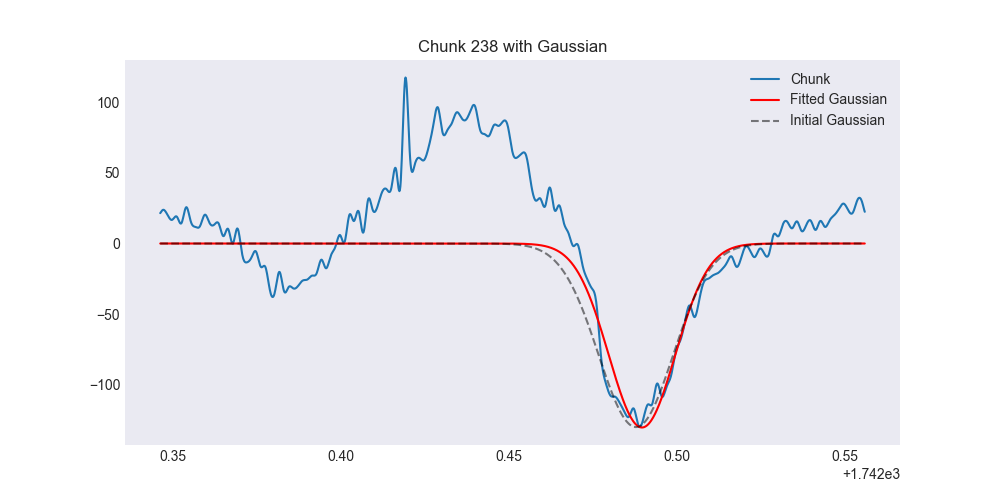 Chunk 238 with Gaussian
Chunk
Fitted Gaussian
Initial Gaussian
100
50
0
−50
−100
0.35 0.40 0.45 0.50 0.55
+1.742e3